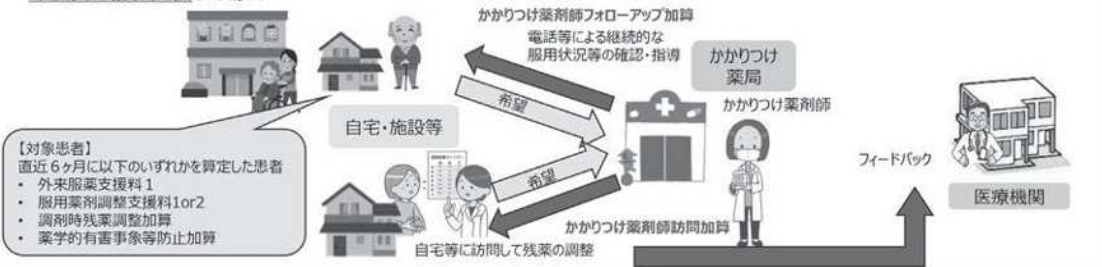 かかりつけ薬剤師フォローアップ加算
電話等による継続的な
服用状況等の確認・指導
かかりつけ
薬局
かかりつけ薬剤師
希望
自宅・施設等
【対象患者】
直近6ヶ月に以下のいずれかを算定した患者
• 外来服薬支援料1
• 服用薬剤調整支援料1or2
• 調剤時残薬調整加算
• 薬学的有害事象等防止加算
希望
フィードバック
医療機関
かかりつけ薬剤師訪問加算
自宅等に訪問して残薬の調整